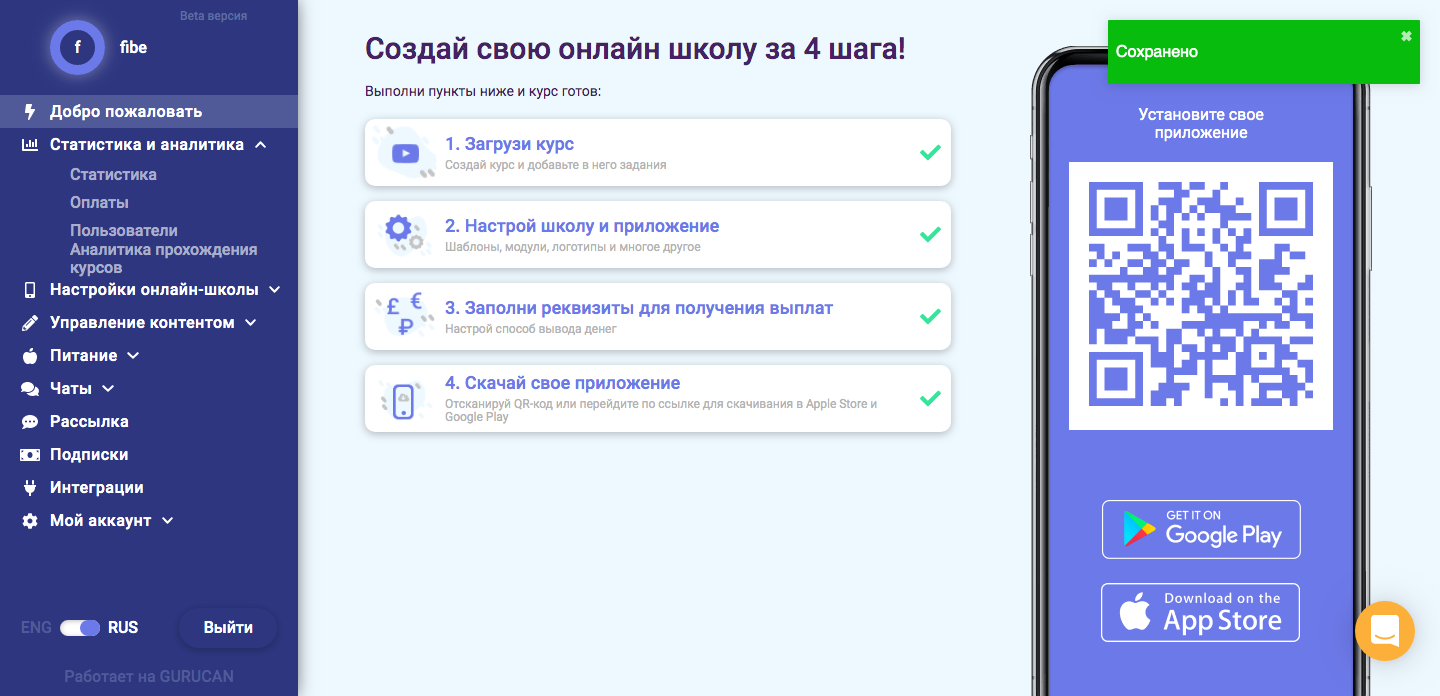 Beta версия
f
fibe
Добро пожаловать
Статистика и аналитика
Статистика
Оплаты
Пользователи
Аналитика прохождения
курсов
Настройки онлайн-школы
Управление контентом
Питание
Чаты
Рассылка
Подписки
Интеграции
Мой аккаунт
ENG
RUS
Выйти
Работает на GURUCAN
Создай свою онлайн школу за 4 шага!
Выполни пункты ниже и курс готов:
1. Загрузи курс
Создай курс и добавьте в него задания
2. Настрой школу и приложение
Шаблоны, модули, логотипы и многое другое
£ €
₽
3. Заполни реквизиты для получения выплат
Настрой способ вывода денег
4. Скачай свое приложение
Отсканируй QR-код или перейдите по ссылке для скачивания в Apple Store и
Google Play
Сохранено
Установите свое
приложение
GET IT ON
Google Play
Download on the
App Store